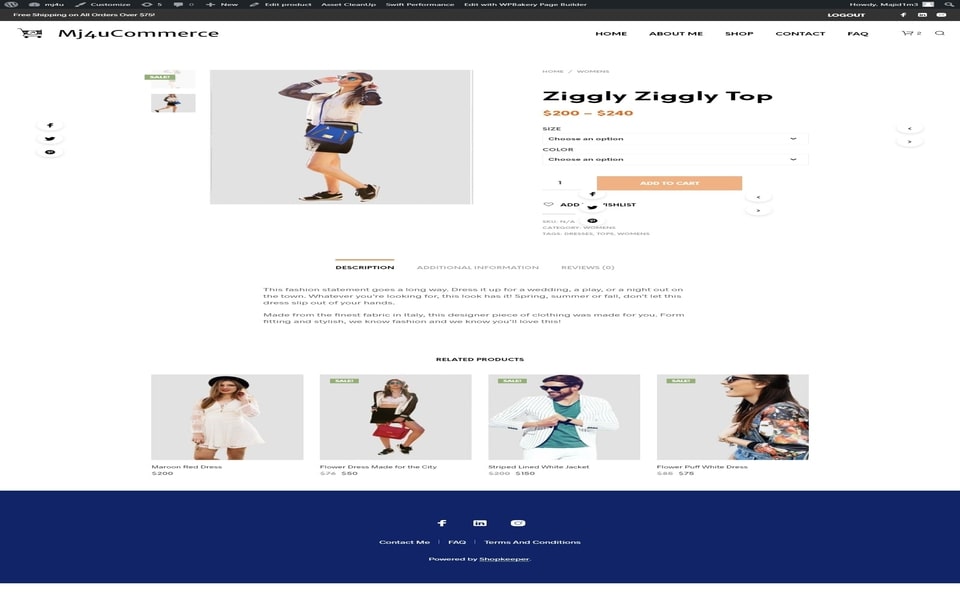 mj4u Customize 5 0 New Edit product Asset CleanUp Swift Performance Edit with WPBakery Page Builder Howdy, Majid1m3
Free Shipping on All Orders Over $75! LOGOUT
Mj4uCommerce HOME ABOUT ME SHOP CONTACT FAQ 2
HOME / WOMENS
SALE!
Ziggly Ziggly Top
$200 – $240
SIZE
Choose an option
COLOR
Choose an option
1 ADD TO CART
ADD WISHLIST
SKU: N/A
CATEGORY: WOMENS
TAGS: DRESSES, TOPS, WOMENS
DESCRIPTION ADDITIONAL INFORMATION REVIEWS (0)
This fashion statement goes a long way. Dress it up for a wedding, a play, or a night out on
the town. Whatever you're looking for, this look has it! Spring, summer or fall, don't let this
dress slip out of your hands.
Made from the finest fabric in Italy, this designer piece of clothing was made for you. Form
fitting and stylish, we know fashion and we know you'll love this!
RELATED PRODUCTS
SALE! SALE! SALE!
Maroon Red Dress Flower Dress Made for the City Striped Lined White Jacket Flower Puff White Dress
$200 $76 $50 $200 $150 $85 $75
Contact Me | FAQ | Terms And Conditions
Powered by Shopkeeper.